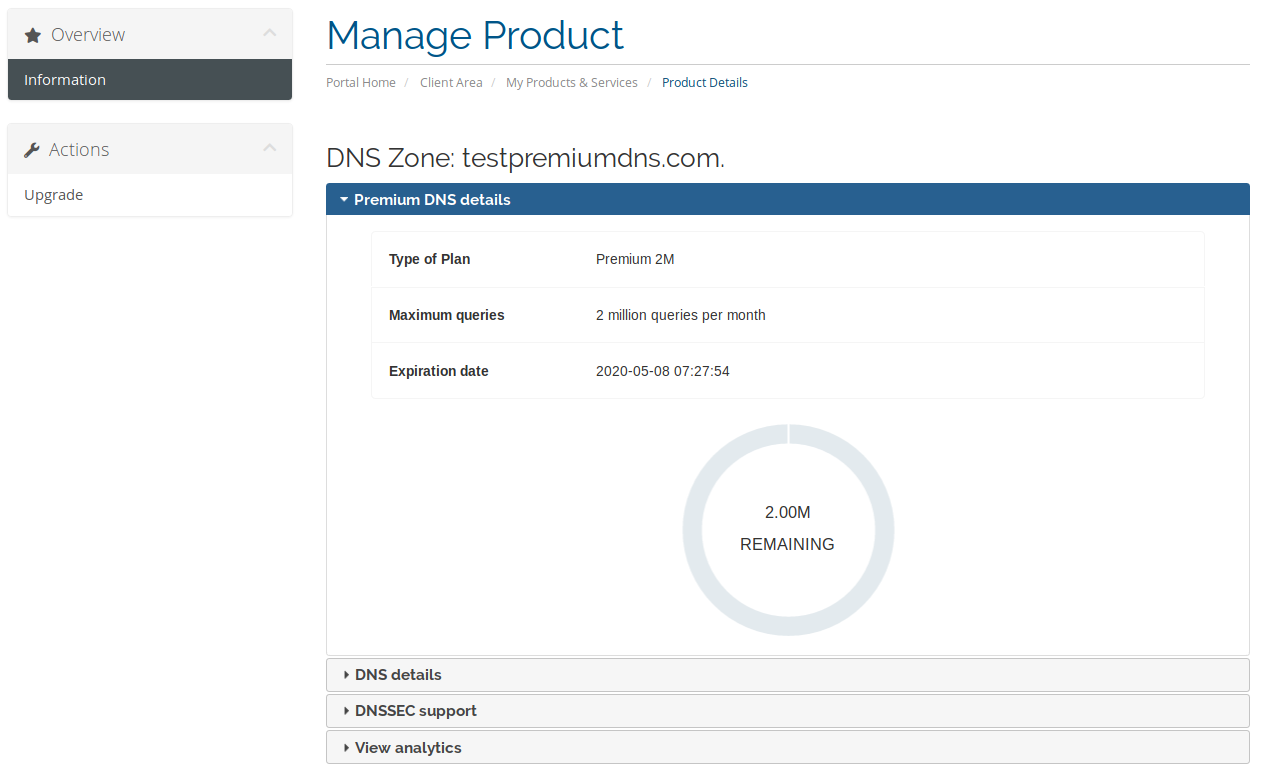 Overview
Information
Actions
Upgrade
Manage Product
Portal Home / Client Area / My Products & Services / Product Details
DNS Zone: testpremiumdns.com.
Premium DNS details
Type of Plan Premium 2M
Maximum queries 2 million queries per month
Expiration date 2020-05-08 07:27:54
2.00M
REMAINING
DNS details
DNSSEC support
View analytics